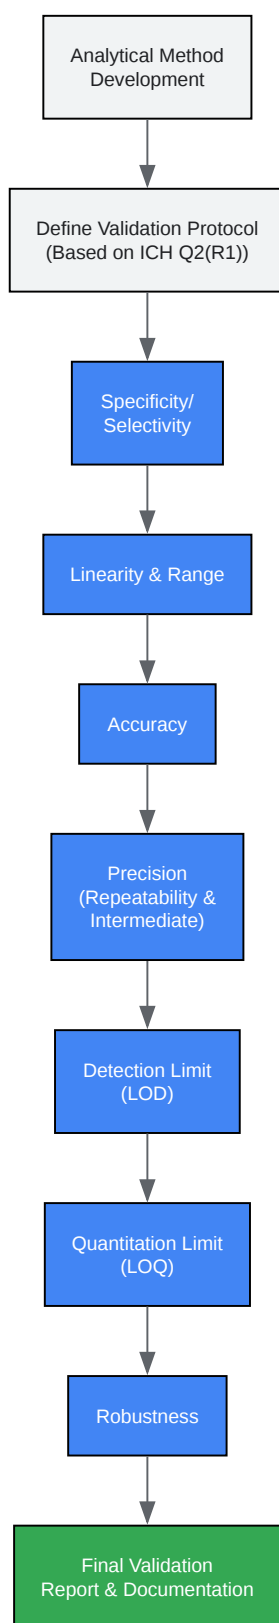 Analytical Method
Development
Define Validation Protocol
(Based on ICH Q2(R1))
Specificity/
Selectivity
Linearity & Range
Accuracy
Precision
(Repeatability &
Intermediate)
Detection Limit
(LOD)
Quantitation Limit
(LOQ)
Robustness
Final Validation
Report & Documentation